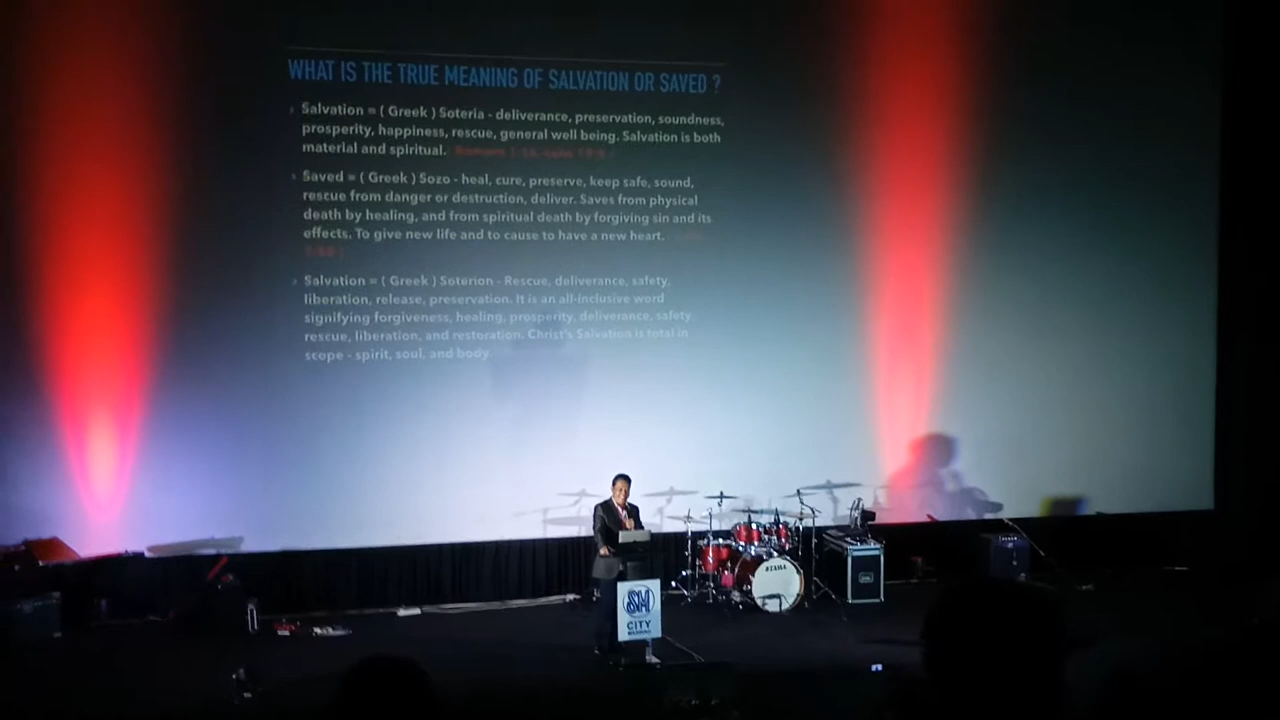 WHAT IS THE TRUE MEANING OF SALVATION OR SAVED ?
Salvation = ( Greek ) Soteria - deliverance, preservation, soundness,
prosperity, happiness, rescue, general well being. Salvation is both
material and spiritual.
Saved = ( Greek ) Sozo - heal, cure, preserve, keep safe, sound,
rescue from danger or destruction, deliver. Saves from physical
death by healing, and from spiritual death by forgiving sin and its
effects. To give new life and to cause to have a new heart.
Salvation = ( Greek ) Soterion - Rescue, deliverance, safety,
liberation, release, preservation. It is an all-inclusive word
signifying forgiveness, healing, prosperity, deliverance, safety
rescue, liberation, and restoration. Christ's Salvation is total in
scope - spirit, soul, and body
TAMA
SM
CITY